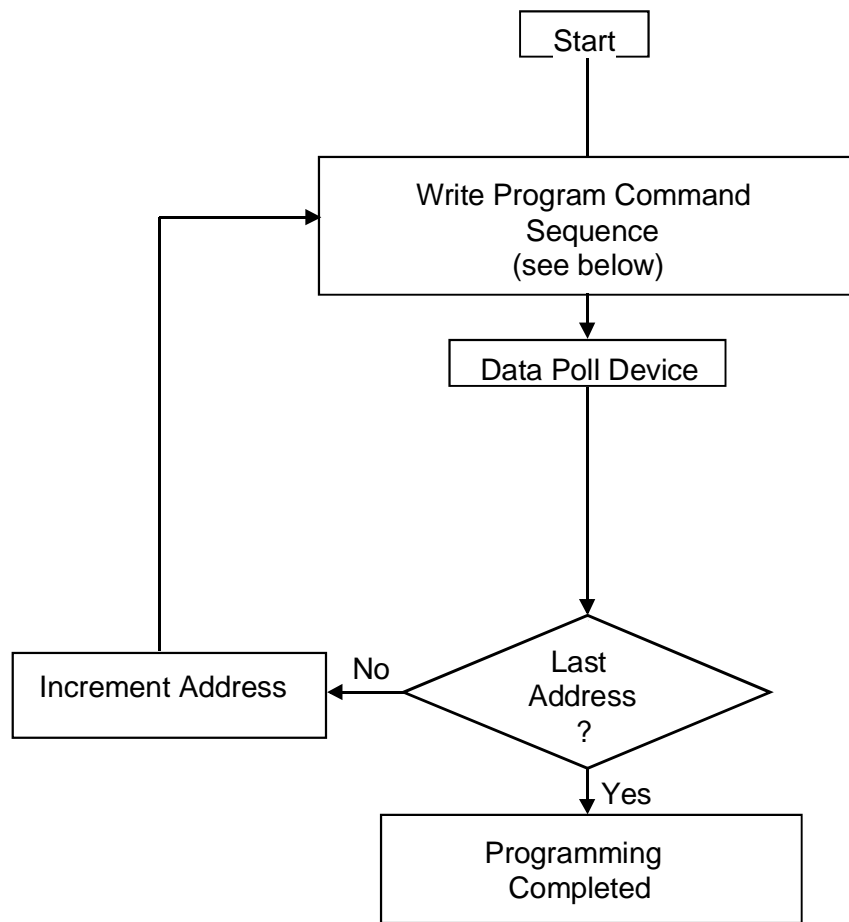 Start
Write Program Command
Sequence
(see below)
Data Poll Device
Last
Address
?
No
Increment Address
Yes
Programming
Completed